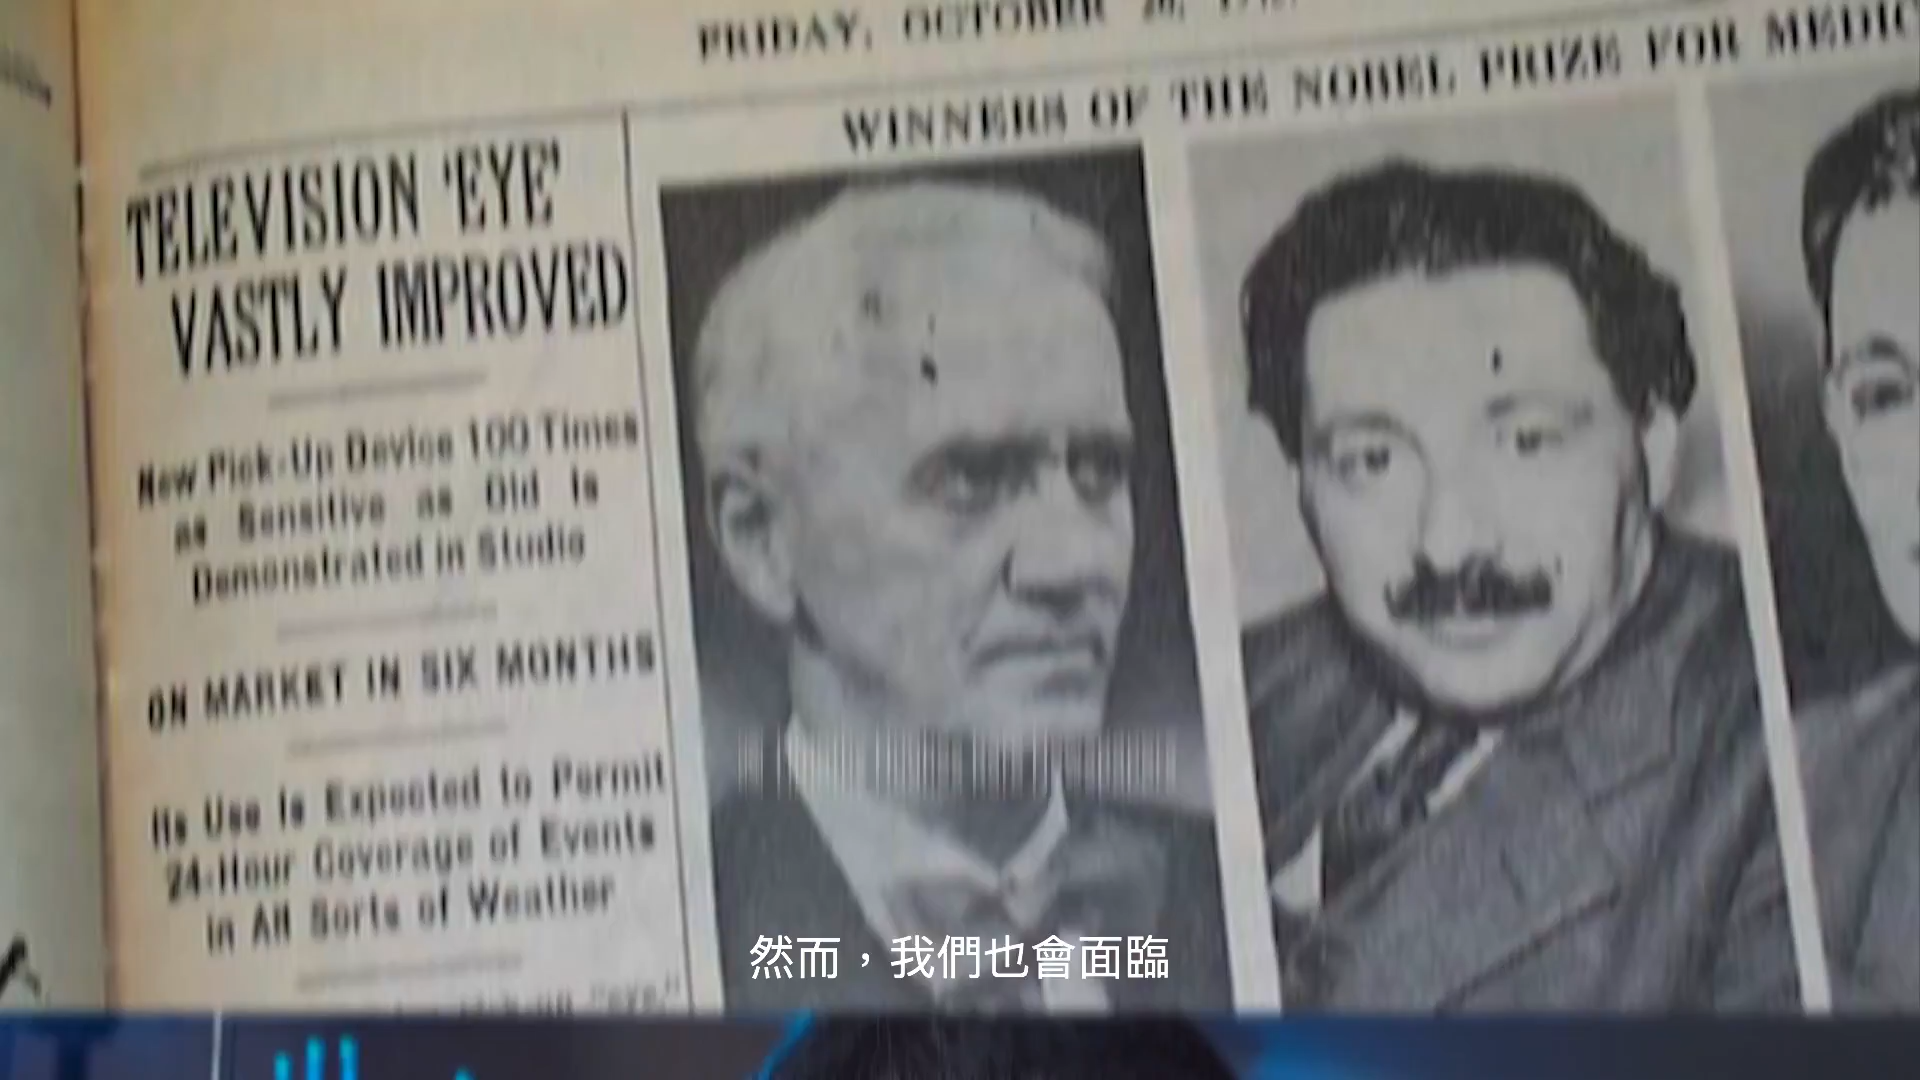 FRIDAY, OCTOBER 26,
WINNERS OF THE NOBEL PRIZE FOR MEDIC
TELEVISION 'EYE'
VASTLY IMPROVED
New Pick-Up Device 100 Times
as Sensitive as Old Is
Demonstrated in Studio
ON MARKET IN SIX MONTHS
Its Use Is Expected to Permit
24-Hour Coverage of Events
in All Sorts of Weather
然而，我們也會面臨